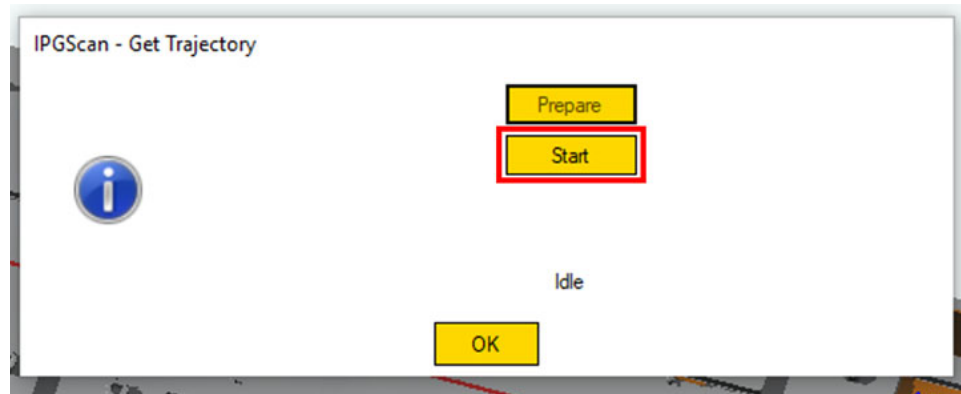 IPGScan - Get Trajectory
Prepare
Start
Idle
OK